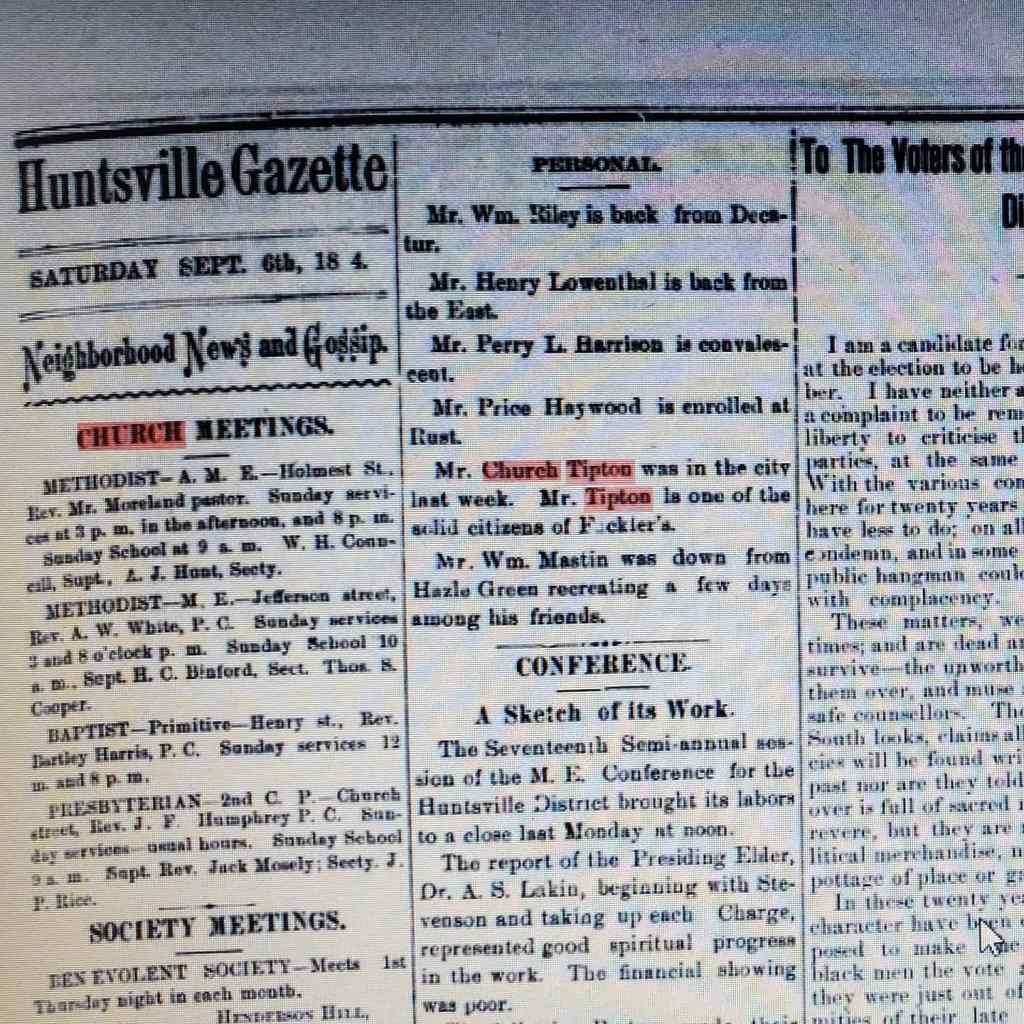 Huntsville Gazette
SATURDAY SEPT. 6th, 18 4.
Neighborhood News and Gossip.
CHURCH MEETINGS.
METHODIST—A. M. E.—Holmest St.,
Rev. Mr. Moreland pastor. Sunday servi-
ces at 3 p. m. in the afternoon, and 8 p. m.
Sunday School at 9 a. m. W. H. Coun-
cill, Supt., A. J. Hunt, Secty.
METHODIST—M. E.—Jefferson street,
Rev. A. W. White, P. C. Sunday services
3 and 8 o'clock p. m. Sunday School 10
a. m., Supt. H. C. Binford, Sect. Thos. S.
Cooper.
BAPTIST—Primitive—Henry st., Rev.
Bartley Harris, P. C. Sunday services 12
m. and 8 p. m.
PRESBYTERIAN—2nd C. P.—Church
street, Rev. J. F. Humphrey P. C. Sun-
day services—usual hours. Sunday School
9 a. m. Supt. Rev. Jack Mosely; Secty. J.
P. Rice.
SOCIETY MEETINGS.
BENEVOLENT SOCIETY—Meets 1st
Thursday night in each month.
HENDERSON HILL,
PERSONAL.
Mr. Wm. Riley is back from Deca-
tur.
Mr. Henry Lowenthal is back from
the East.
Mr. Perry L. Harrison is convales-
cent.
Mr. Price Haywood is enrolled at
Rust.
Mr. Church Tipton was in the city
last week. Mr. Tipton is one of the
solid citizens of F ckler's.
Mr. Wm. Mastin was down from
Hazle Green recreating a few days
among his friends.
CONFERENCE.
A Sketch of its Work.
The Seventeenth Semi-annual ses-
sion of the M. E. Conference for the
Huntsville District brought its labors
to a close last Monday at noon.
The report of the Presiding Elder,
Dr. A. S. Lakin, beginning with Ste-
venson and taking up each Charge,
represented good spiritual progress
in the work. The financial showing
was poor.
To The Voters of th
Di
I am a candidate for
at the election to be he
ber. I have neither a
a complaint to be rem
liberty to criticise th
parties, at the same
With the various con
here for twenty years
have less to do; on all
condemn, and in some
public hangman coul
with complacency.
These matters, we
times; and are dead an
survive—the unworth
them over, and muse
safe counsellors. The
South looks, claims all
cies will be found wri
past nor are they told
over is full of sacred
revere, but they are
litical merchandise, n
pottage of place or ga
In these twenty yea
character have been
posed to make the
black men the vote
they were just out of
mities of their late